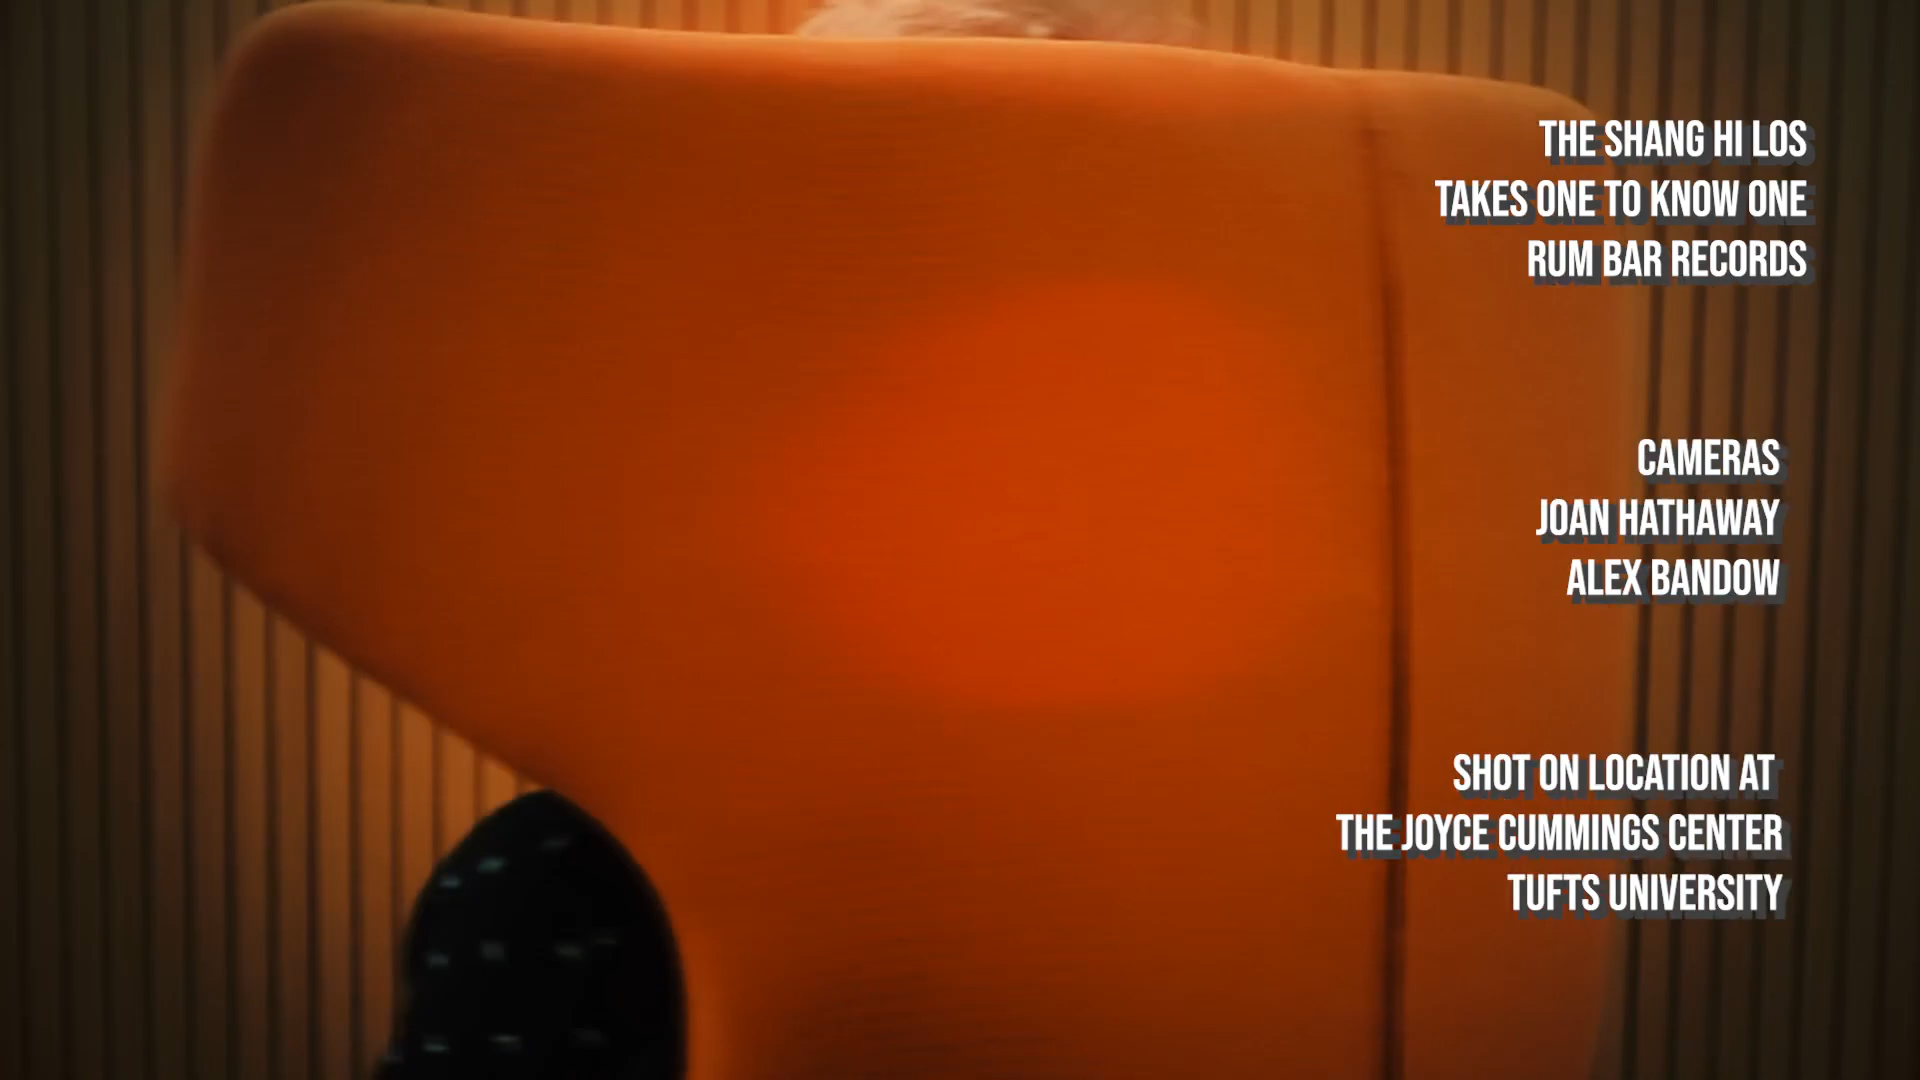 THE SHANG HI LOS
TAKES ONE TO KNOW ONE
RUM BAR RECORDS
CAMERAS
JOAN HATHAWAY
ALEX BANDOW
SHOT ON LOCATION AT
THE JOYCE CUMMINGS CENTER
TUFTS UNIVERSITY